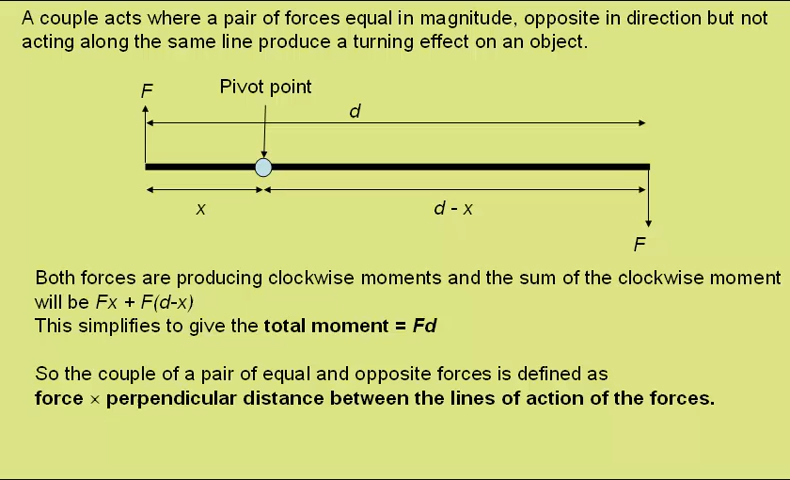 A couple acts where a pair of forces equal in magnitude, opposite in direction but not
acting along the same line produce a turning effect on an object.
F
Pivot point
d
x
d - x
F
Both forces are producing clockwise moments and the sum of the clockwise moment
will be Fx + F(d-x)
This simplifies to give the total moment = Fd
So the couple of a pair of equal and opposite forces is defined as
force × perpendicular distance between the lines of action of the forces.